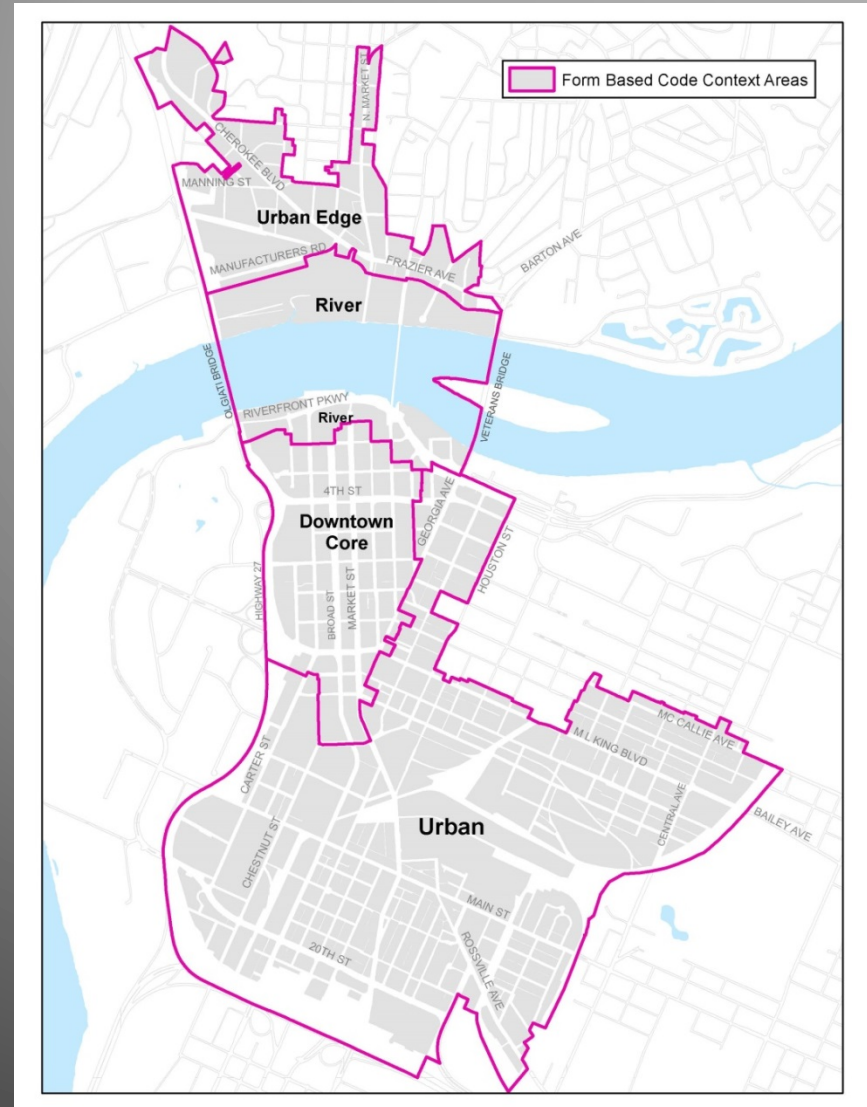 Form Based Code Context Areas
N. MARKET ST
CHEROKEE BLVD
MANNING ST
Urban Edge
MANUFACTURERS RD
FRAZIER AVE
BARTON AVE
River
OLGIATI BRIDGE
VETERANS BRIDGE
RIVERFRONT PKWY
River
4TH ST
GEORGIA AVE
Downtown
Core
HOUSTON ST
HIGHWAY 27
BROAD ST
MARKET ST
MC CALLIE AVE
M L KING BLVD
CARTER ST
CENTRAL AVE
BAILEY AVE
Urban
CHESTNUT ST
MAIN ST
ROSSVILLE AVE
20TH ST